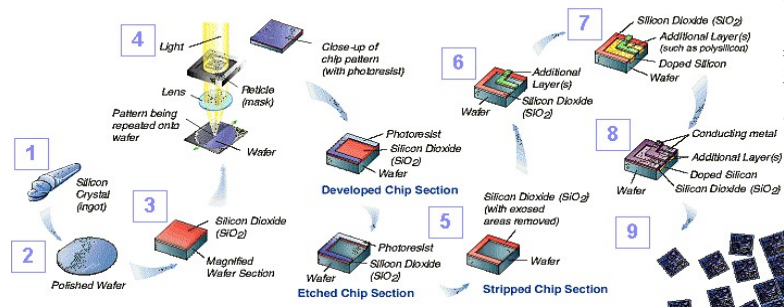 1
Silicon
Crystal
(ingot)
2
Polished Wafer
3
Silicon Dioxide
(SiO2)
Magnified
Wafer Section
4
Light
Reticle
(mask)
Lens
Pattern being
repeated onto
wafer
Wafer
Close-up of
chip pattern
(with photoresist)
Photoresist
Silicon Dioxide
(SiO2)
Wafer
Developed Chip Section
Photoresist
Silicon Dioxide
(SiO2)
Wafer
Etched Chip Section
5
Silicon Dioxide (SiO2)
(with exosed
areas removed)
Wafer
Stripped Chip Section
6
Additional
Layer(s)
Silicon Dioxide
(SiO2)
Wafer
7
Silicon Dioxide (SiO2)
Additional Layer(s)
(such as polysilicon)
Doped Silicon
Wafer
8
Conducting metal
Additional Layer(s)
Doped Silicon
Silicon Dioxide (SiO2)
Wafer
9